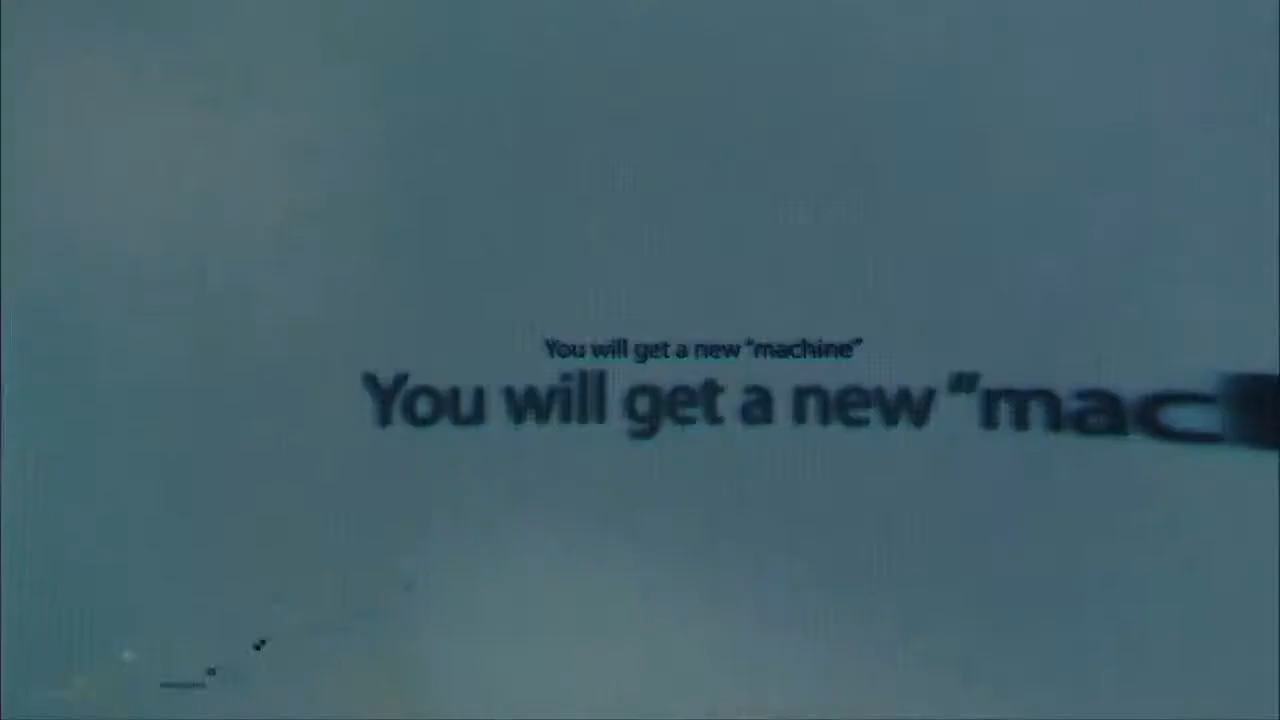 You will get a new “machine”
You will get a new “mac